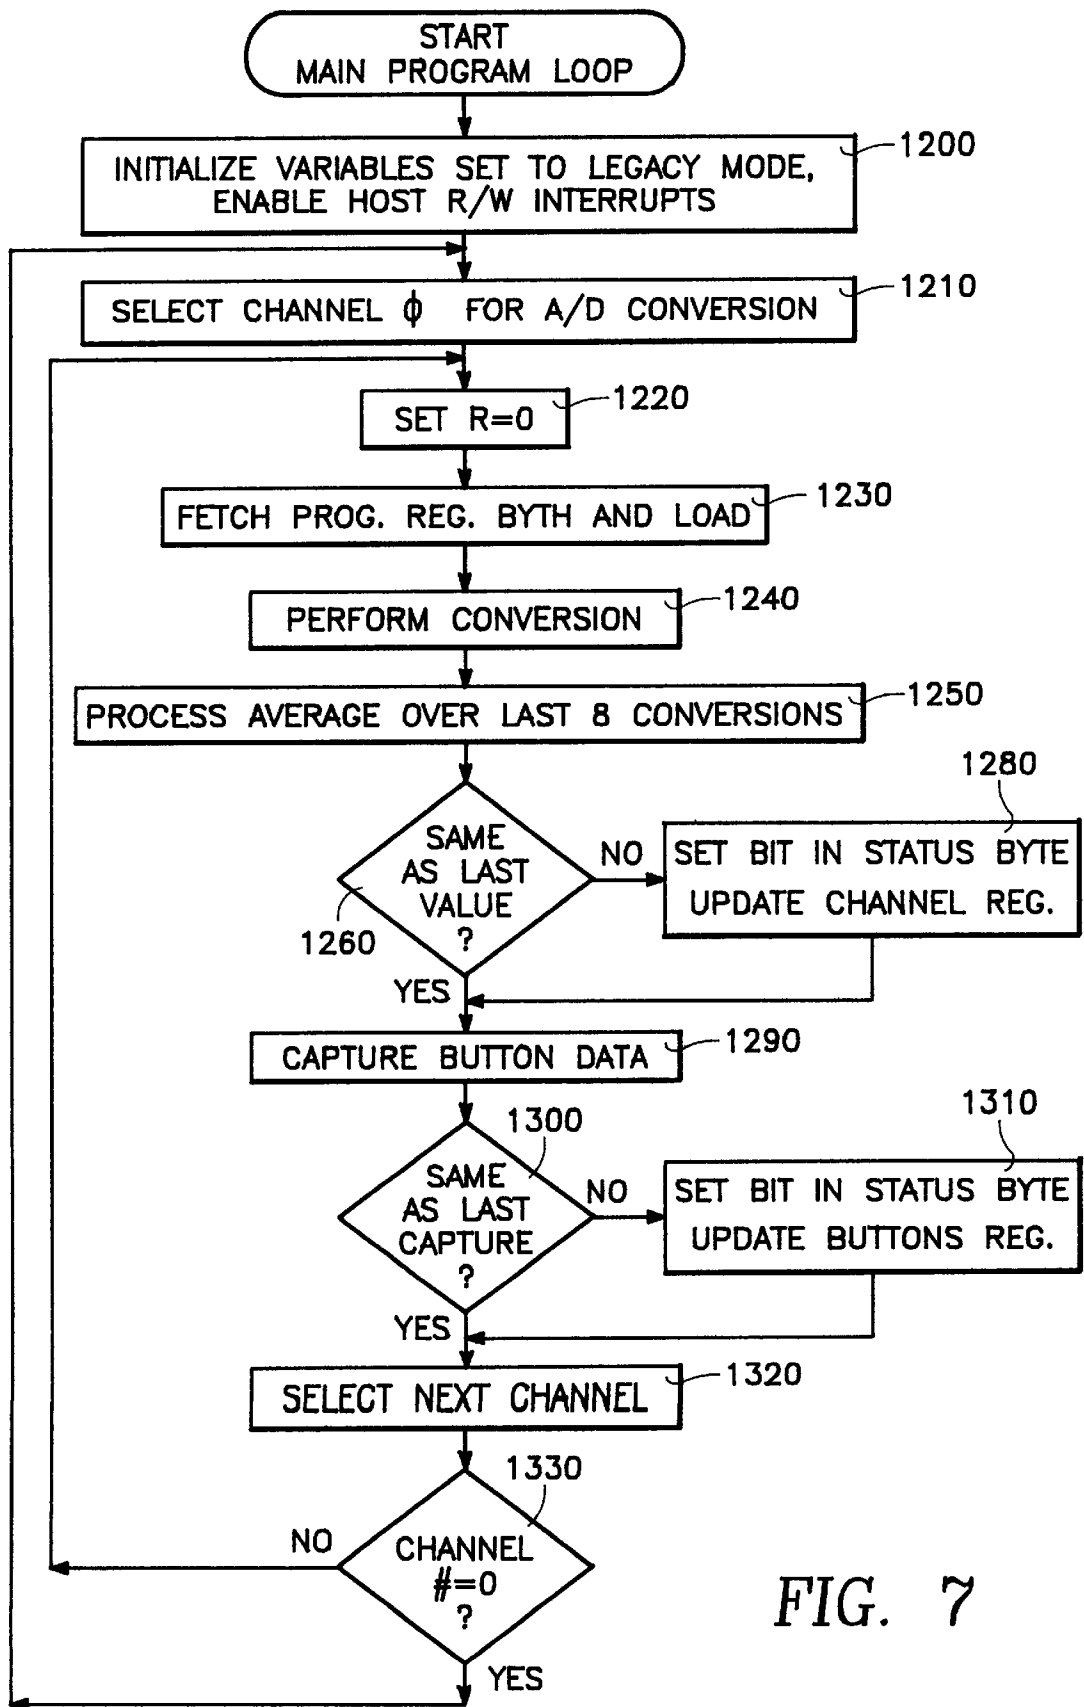 START
MAIN PROGRAM LOOP
1200
INITIALIZE VARIABLES SET TO LEGACY MODE,
ENABLE HOST R/W INTERRUPTS
1210
SELECT CHANNEL ϕ FOR A/D CONVERSION
1220
SET R=0
1230
FETCH PROG. REG. BYTH AND LOAD
1240
PERFORM CONVERSION
1250
PROCESS AVERAGE OVER LAST 8 CONVERSIONS
1260
SAME
AS LAST
VALUE
?
NO
1280
SET BIT IN STATUS BYTE
UPDATE CHANNEL REG.
YES
1290
CAPTURE BUTTON DATA
1300
SAME
AS LAST
CAPTURE
?
NO
1310
SET BIT IN STATUS BYTE
UPDATE BUTTONS REG.
YES
1320
SELECT NEXT CHANNEL
1330
CHANNEL
#=0
?
NO
YES
FIG. 7